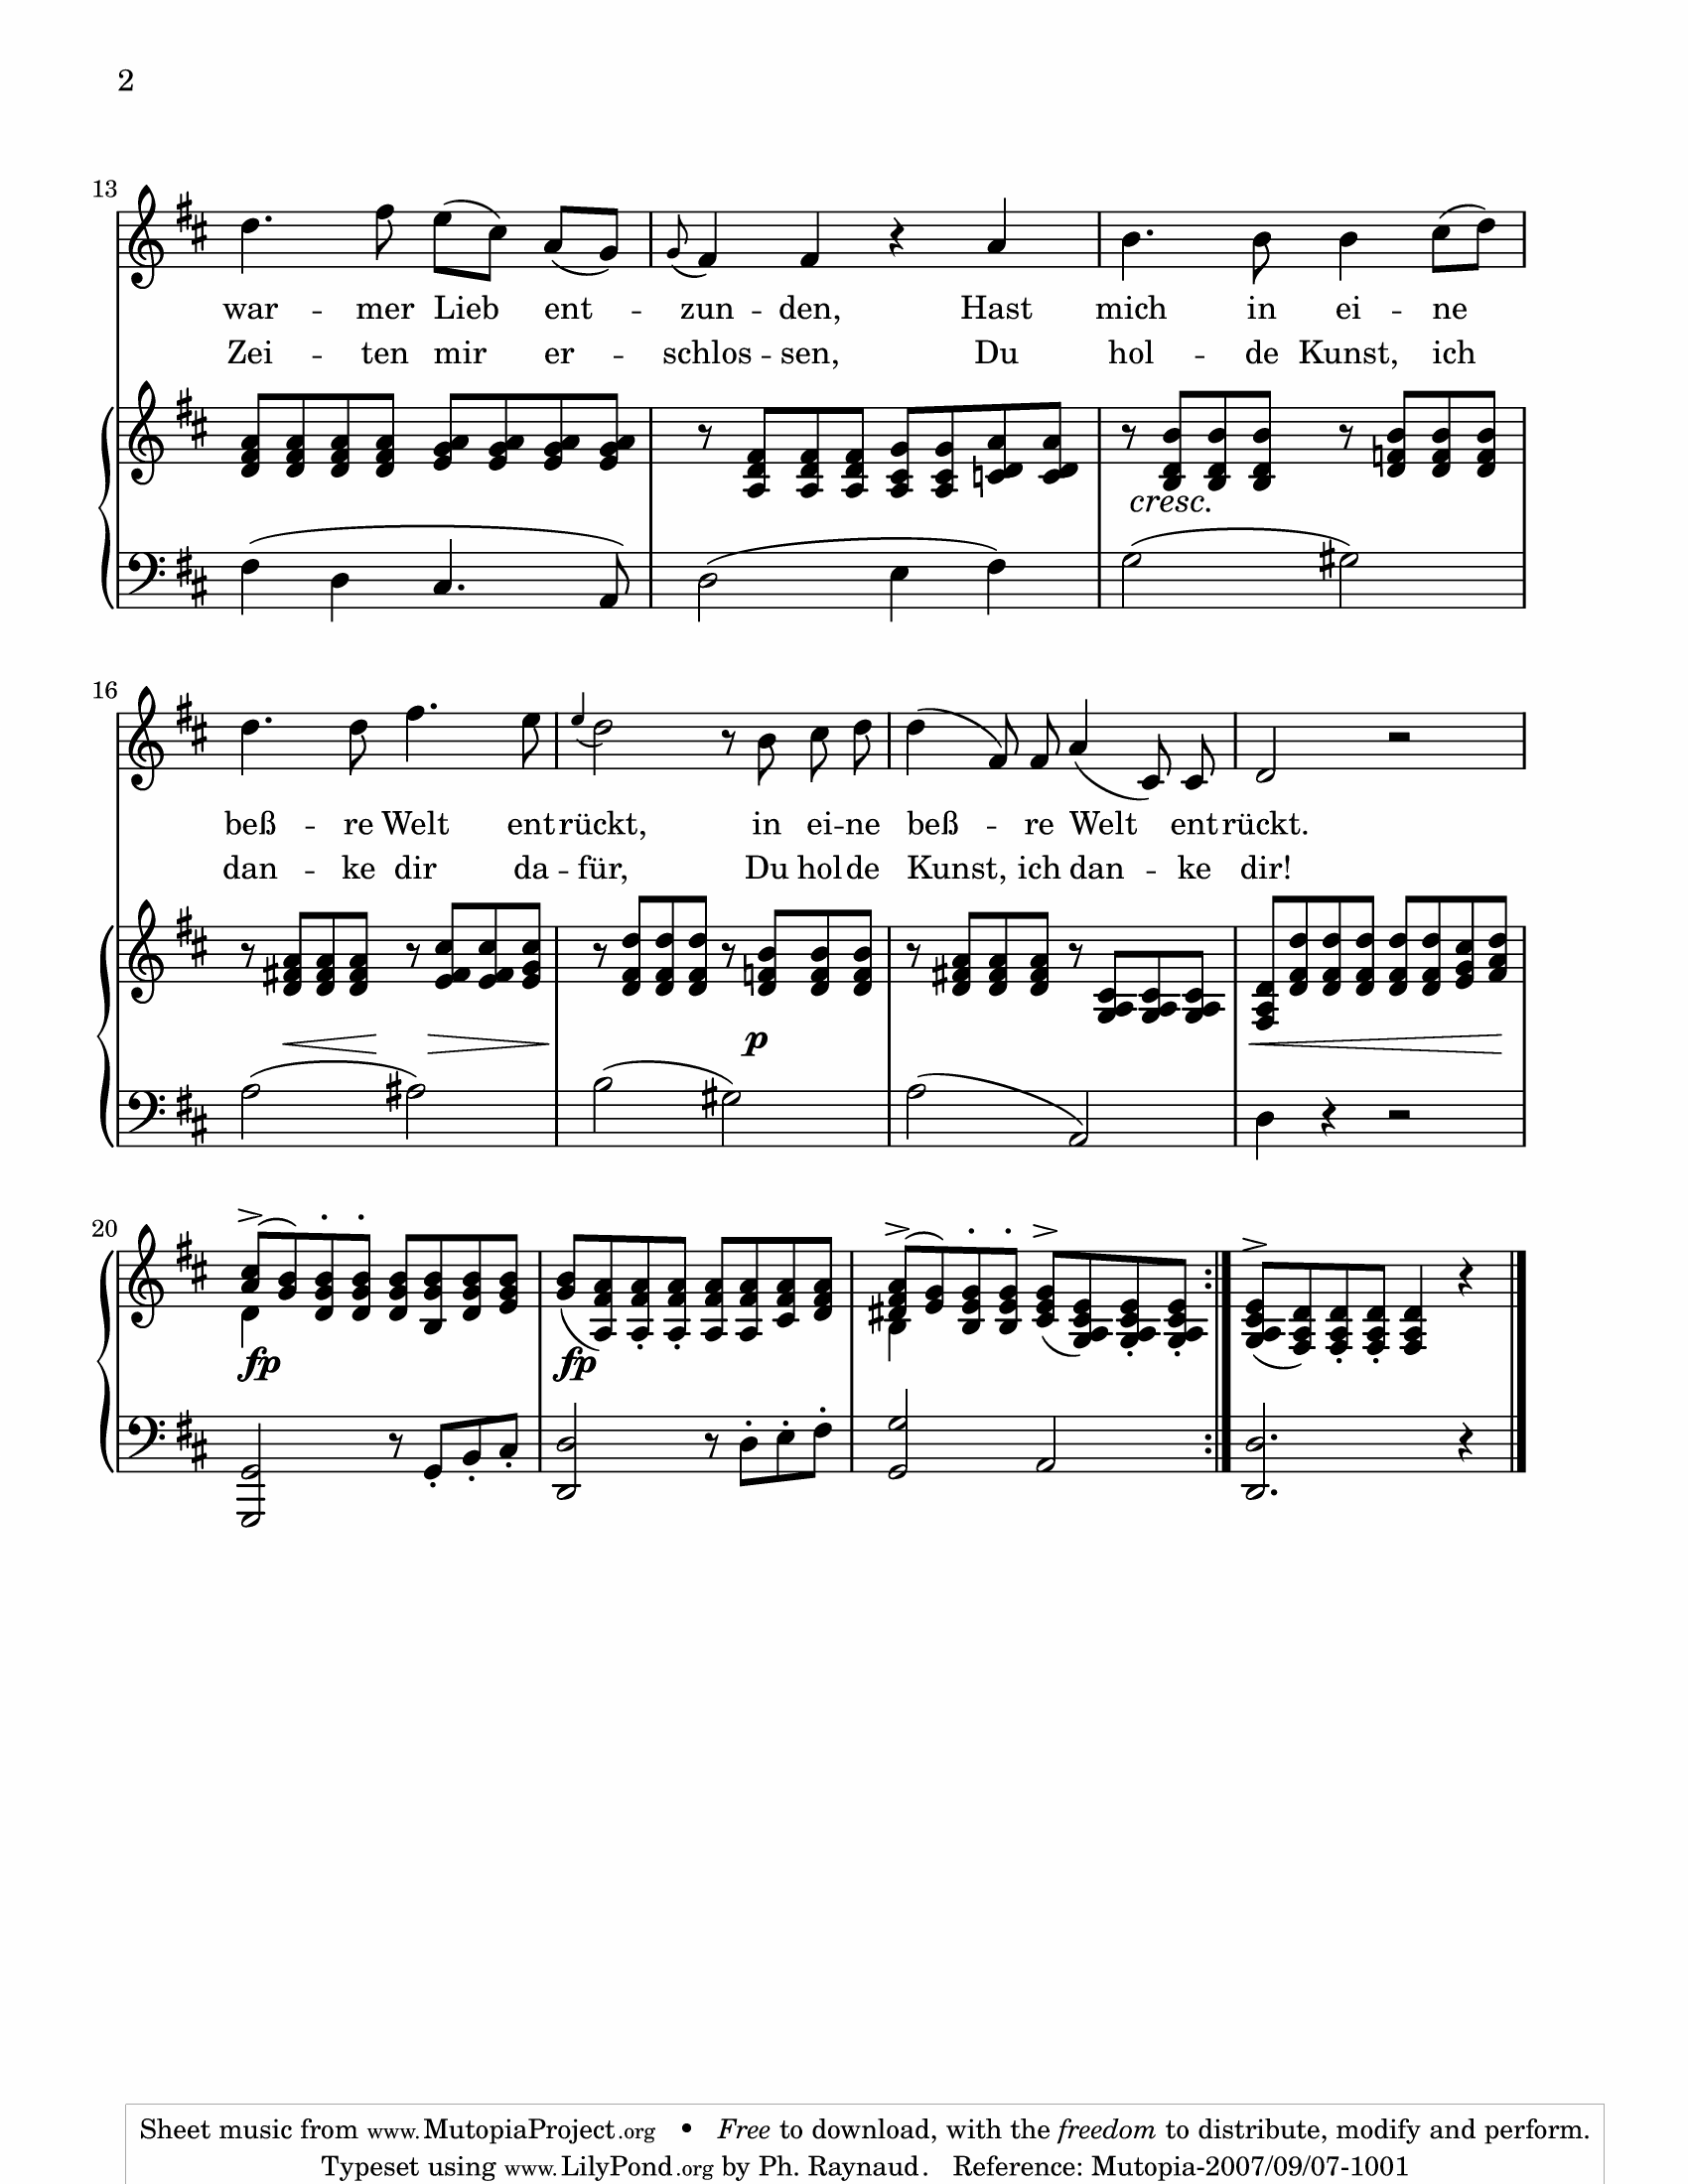 2
13
war -- mer Lieb ent -- zun -- den, Hast mich in ei -- ne
Zei -- ten mir er -- schlos -- sen, Du hol -- de Kunst, ich
cresc.
16
beß -- re Welt ent rückt, in ei -- ne beß -- re Welt ent rückt.
dan -- ke dir da -- für, Du hol -- de Kunst, ich dan -- ke dir!
p
20
fp fp
Sheet music from www.MutopiaProject.org • Free to download, with the freedom to distribute, modify and perform.
Typeset using www.LilyPond.org by Ph. Raynaud. Reference: Mutopia-2007/09/07-1001